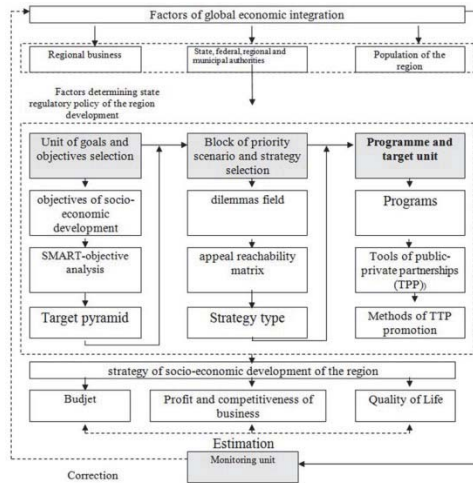 Factors of global economic integration
Regional business
State, federal, regional and
municipal authorities
Population of the
region
Factors determining state
regulatory policy of the region
development
Unit of goals and
objectives selection
Block of priority
scenario and strategy
selection
Programme and
target unit
objectives of socio-
economic
development
dilemmas field
Programs
SMART-objective
analysis
appeal reachability
matrix
Tools of public-
private partnerships
(TPP))
Target pyramid
Strategy type
Methods of TTP
promotion
strategy of socio-economic development of the region
Budjet
Profit and competitiveness of
business
Quality of Life
Estimation
Monitoring unit
Correction